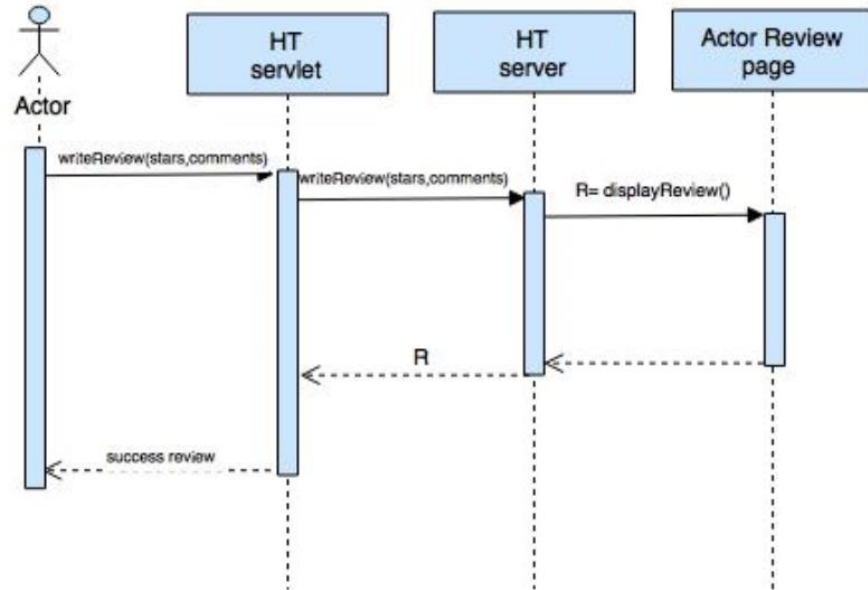 HT
servlet
HT
server
Actor Review
page
Actor
writeReview(stars,comments)
writeReview(stars,comments)
R= displayReview()
R
success review